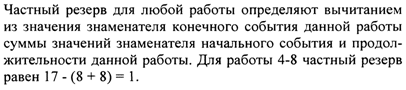 Частный резерв для любой работы определяют вычитанием
из значения знаменателя конечного события данной работы
суммы значений знаменателя начального события и продол-
жительности данной работы. Для работы 4-8 частный резерв
равен 17 - (8 + 8) = 1.